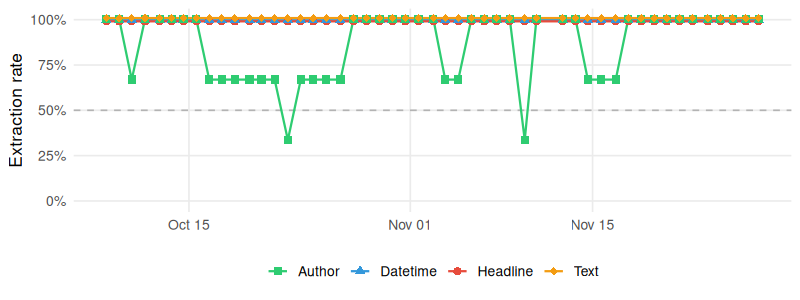 Extraction rate
100%
75%
50%
25%
0%
Oct 15 Nov 01 Nov 15
Author Datetime Headline Text